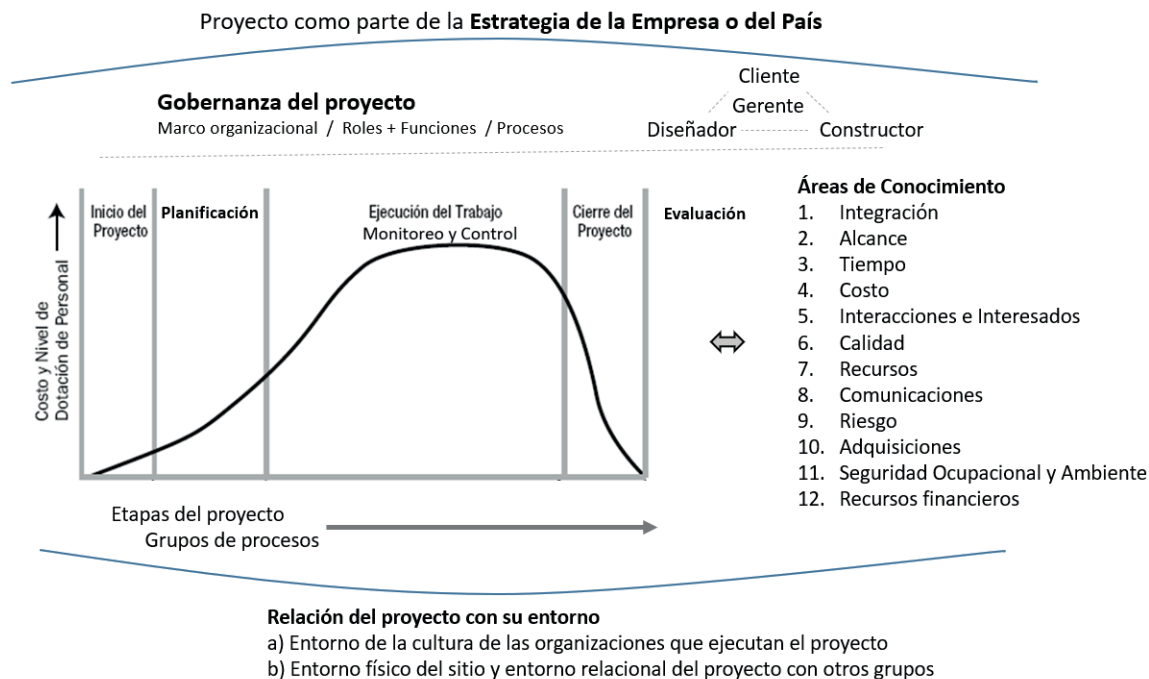 Proyecto como parte de la Estrategia de la Empresa o del País
Cliente
Gobernanza del proyecto
Gerente
Marco organizacional / Roles + Funciones / Procesos
Diseñador
Constructor
Costo y Nivel de
Dotación de Personal
Inicio del
Proyecto
Planificación
Ejecución del Trabajo
Monitoreo y Control
Cierre del
Proyecto
Evaluación
Áreas de Conocimiento
1. Integración
2. Alcance
3. Tiempo
4. Costo
5. Interacciones e Interesados
6. Calidad
7. Recursos
8. Comunicaciones
9. Riesgo
10. Adquisiciones
11. Seguridad Ocupacional y Ambiente
12. Recursos financieros
Etapas del proyecto
Grupos de procesos
Relación del proyecto con su entorno
a) Entorno de la cultura de las organizaciones que ejecutan el proyecto
b) Entorno físico del sitio y entorno relacional del proyecto con otros grupos